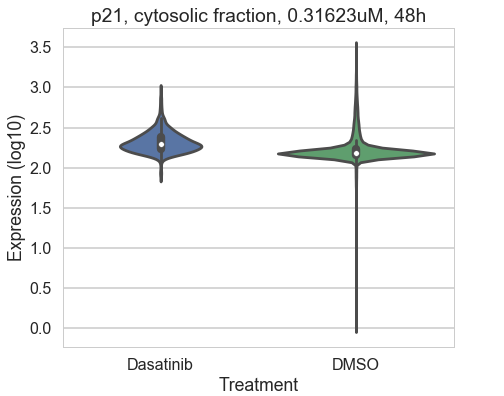 p21, cytosolic fraction, 0.31623uM, 48h
3.5
3.0
2.5
2.0
1.5
1.0
0.5
0.0
Expression (log10)
Dasatinib DMSO
Treatment